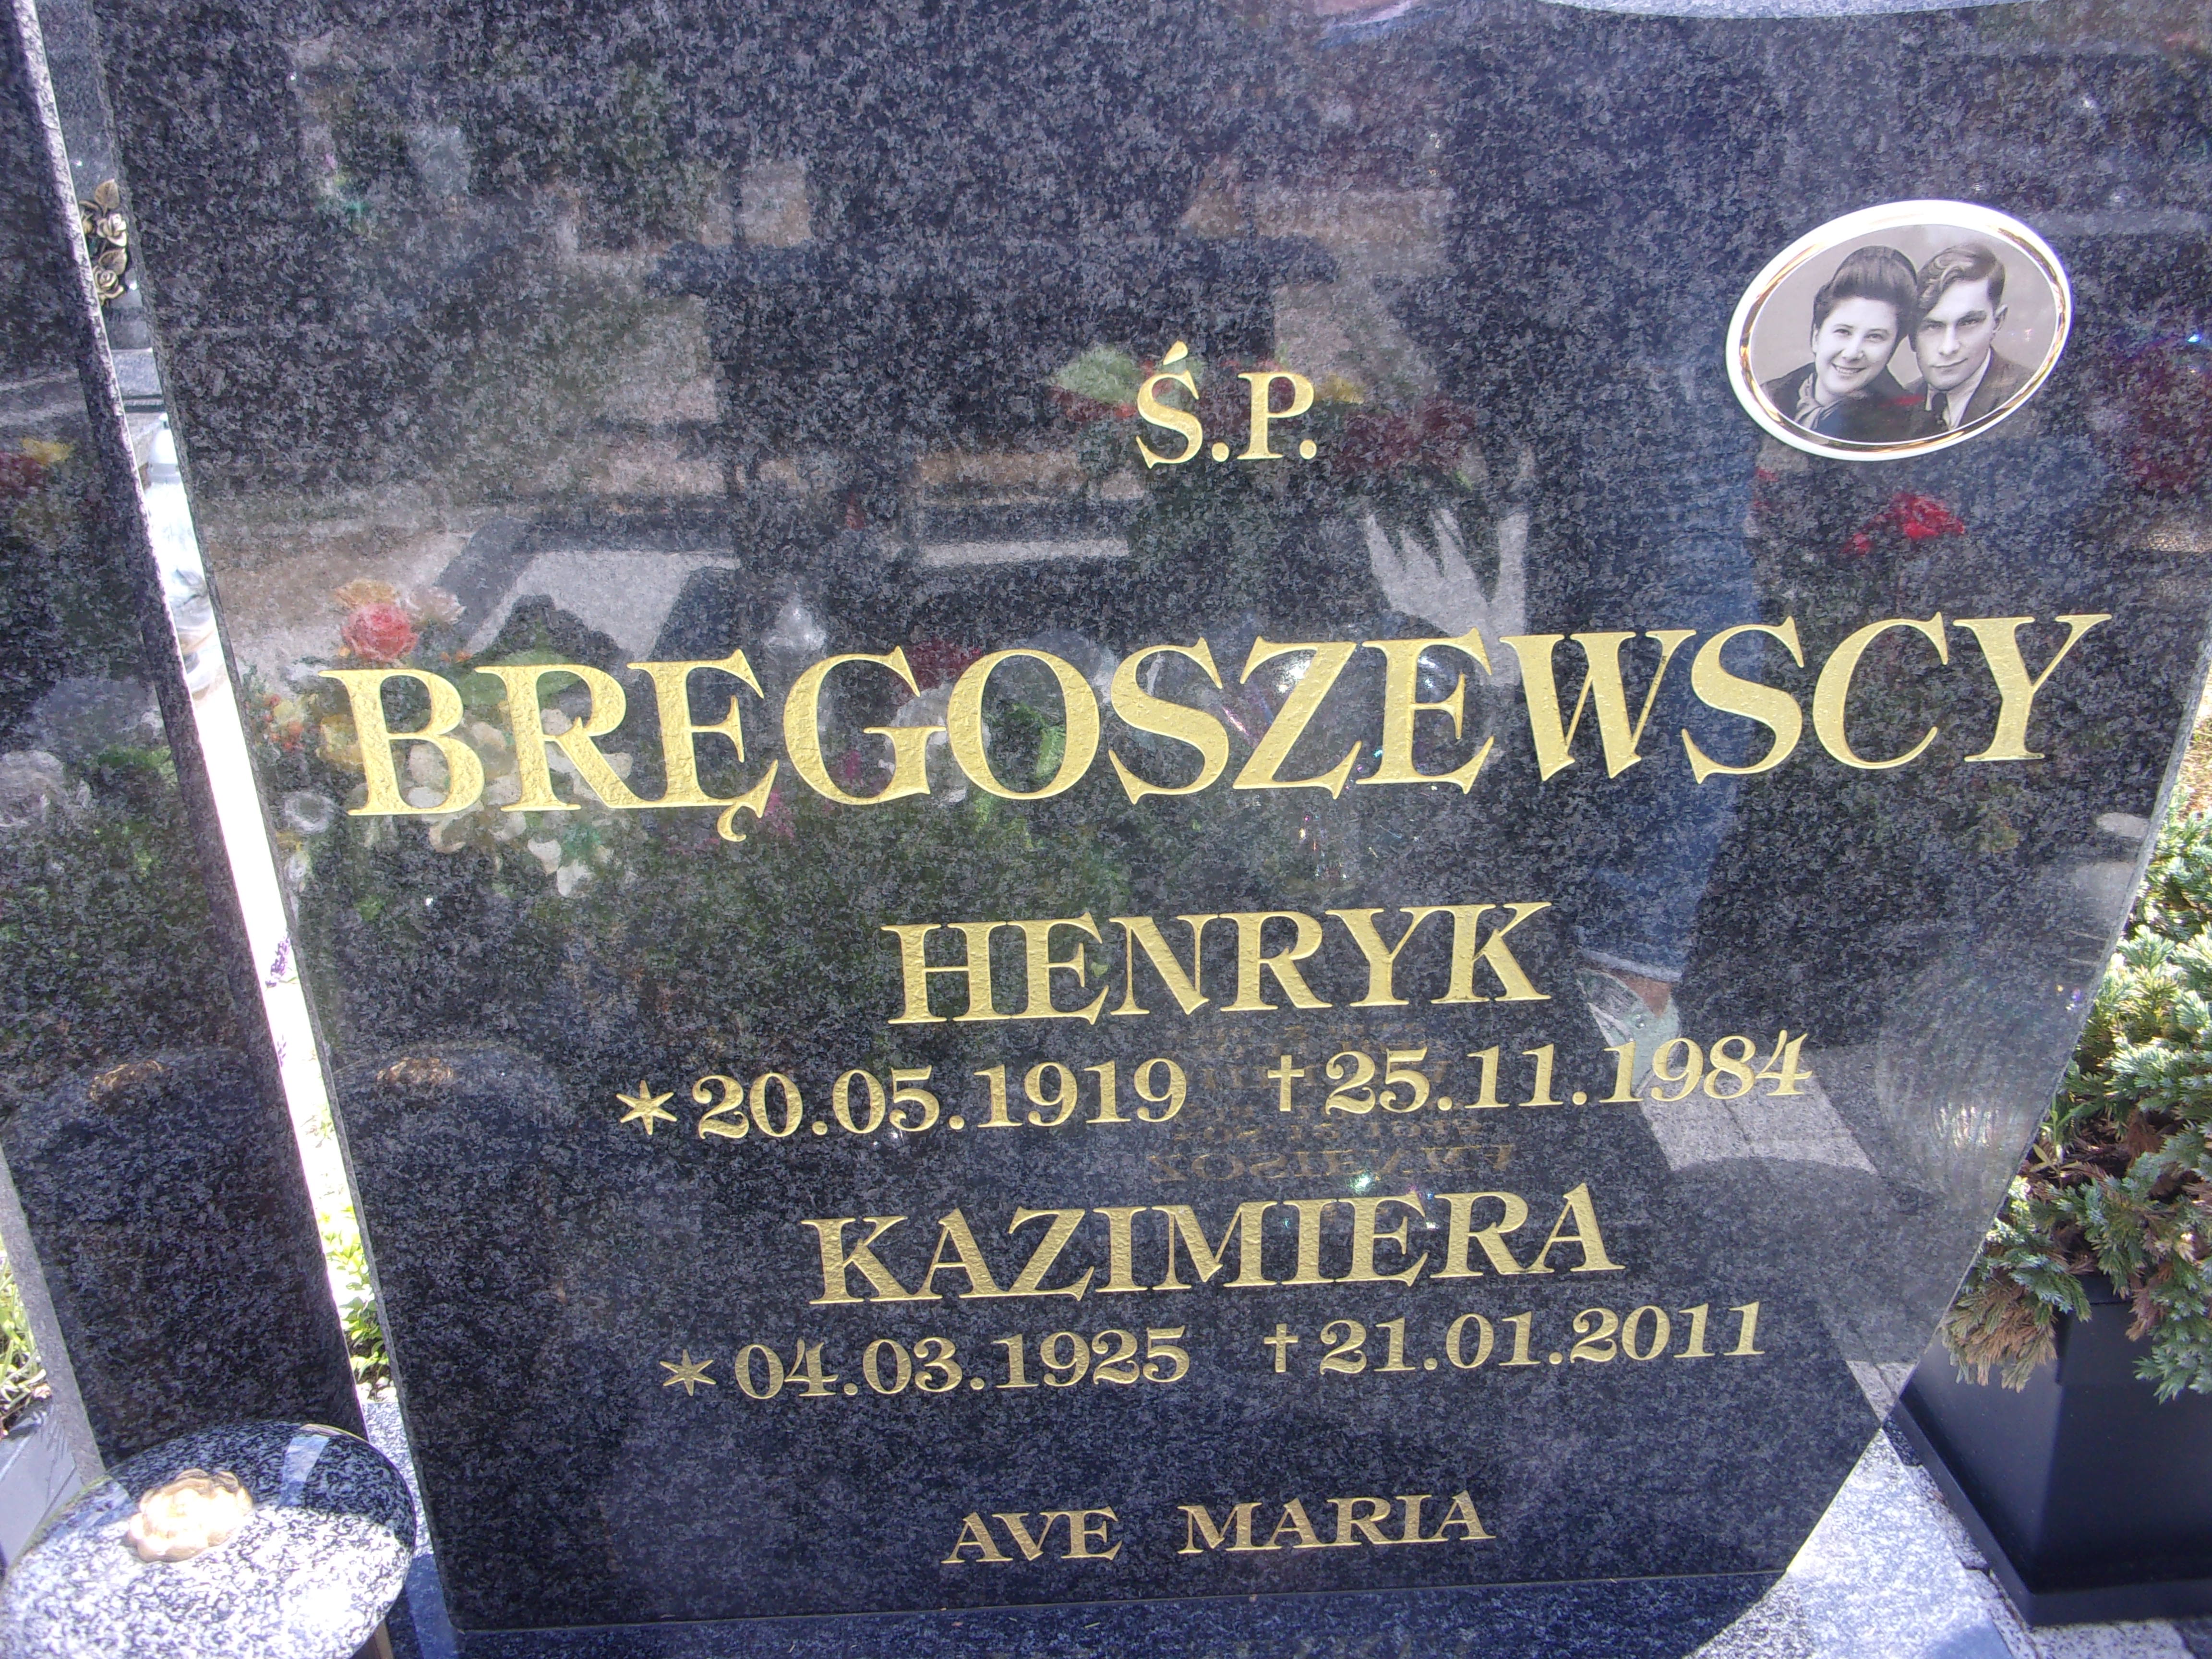 Ś.P.
BRĘGOSZEWSCY
HENRYK
*20.05.1919 †25.11.1984
KAZIMIERA
*04.03.1925 †21.01.2011
AVE MARIA